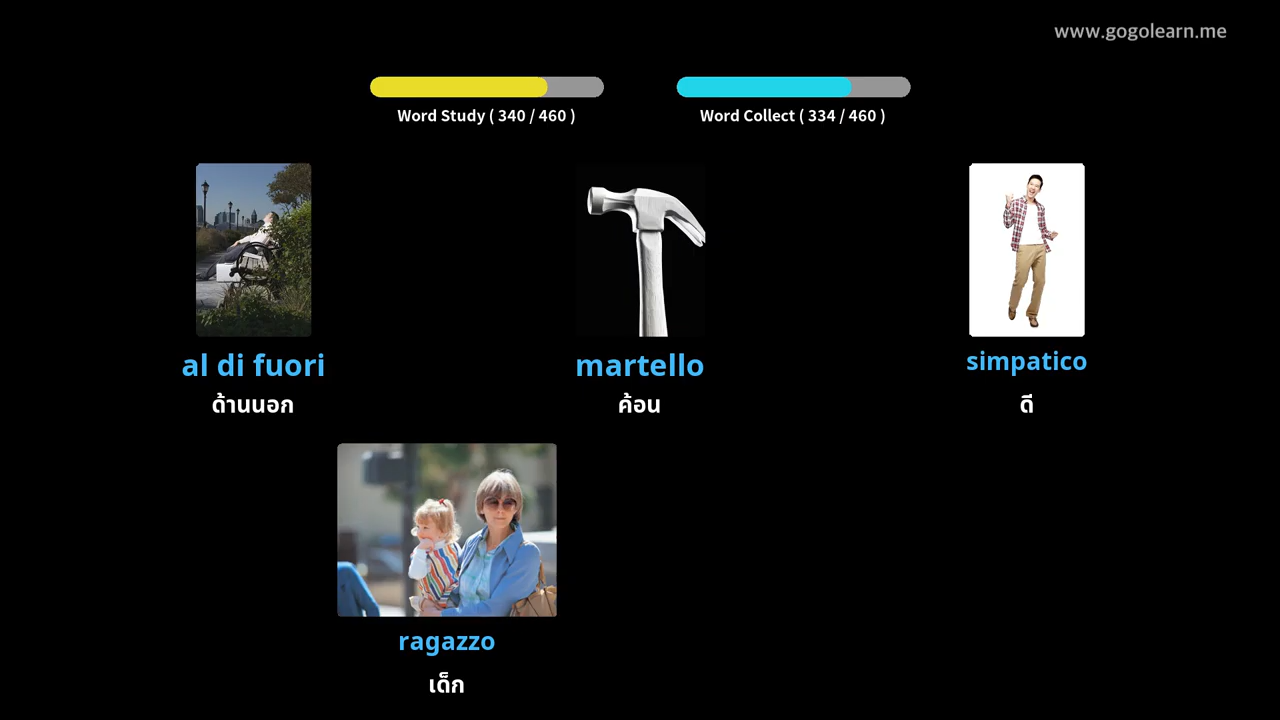 www.gogolearn.me
Word Study ( 340 / 460 )
Word Collect ( 334 / 460 )
al di fuori
ด้านนอก
martello
ค้อน
simpatico
ดี
ragazzo
เด็ก